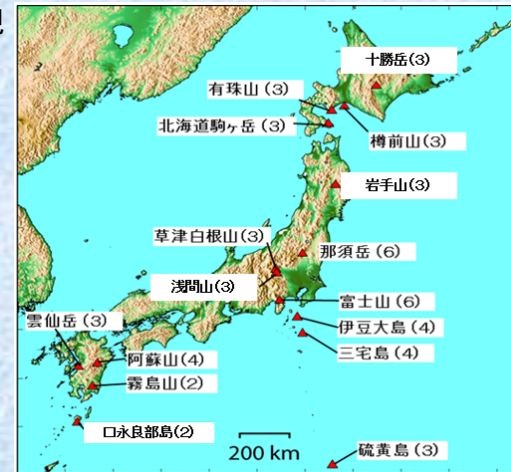 十勝岳(3)
有珠山(3)
北海道駒ヶ岳(3)
樽前山(3)
岩手山(3)
草津白根山(3)
那須岳(6)
浅間山(3)
富士山(6)
雲仙岳(3)
伊豆大島(4)
阿蘇山(4)
三宅島(4)
霧島山(2)
口永良部島(2)
200 km
硫黄島(3)